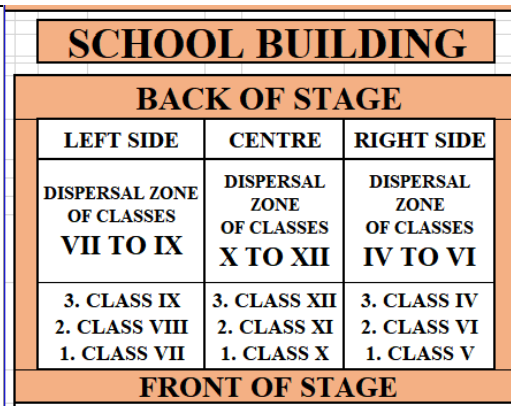 SCHOOL BUILDING
BACK OF STAGE
LEFT SIDE
CENTRE
RIGHT SIDE
DISPERSAL ZONE
OF CLASSES
VII TO IX
DISPERSAL
ZONE
OF CLASSES
X TO XII
DISPERSAL
ZONE
OF CLASSES
IV TO VI
3. CLASS IX
2. CLASS VIII
1. CLASS VII
3. CLASS XII
2. CLASS XI
1. CLASS X
3. CLASS IV
2. CLASS VI
1. CLASS V
FRONT OF STAGE